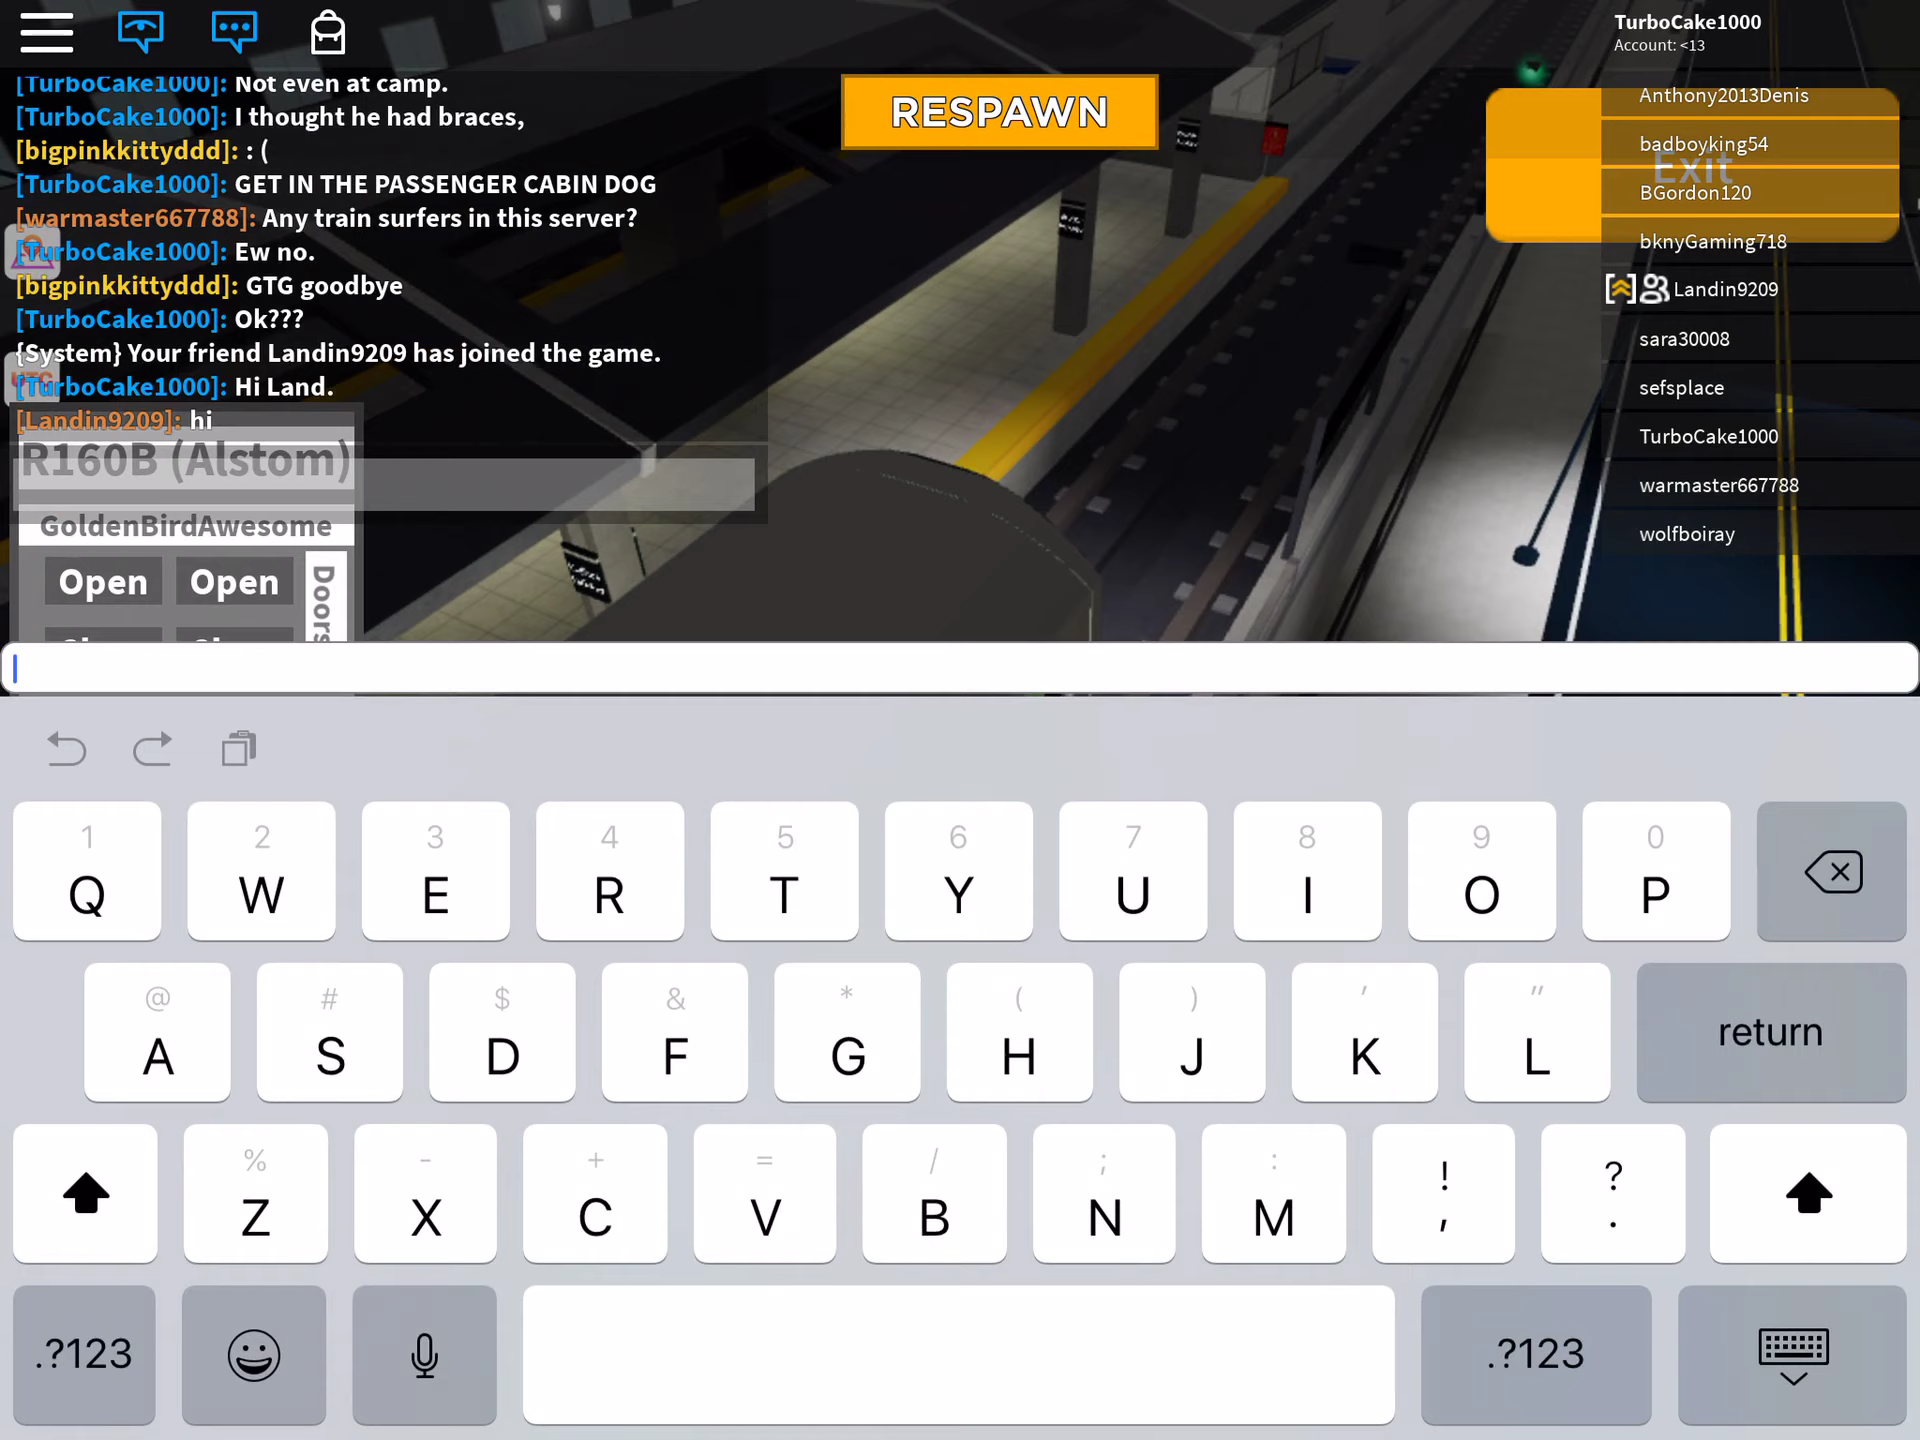 TurboCake1000
Account: <13
[TurboCake1000]: Not even at camp.
[TurboCake1000]: I thought he had braces,
[bigpinkkittyddd]: : (
[TurboCake1000]: GET IN THE PASSENGER CABIN DOG
[warmaster667788]: Any train surfers in this server?
[TurboCake1000]: Ew no.
[bigpinkkittyddd]: GTG goodbye
[TurboCake1000]: Ok???
{System} Your friend Landin9209 has joined the game.
[TurboCake1000]: Hi Land.
[Landin9209]: hi
RESPAWN
Exit
Anthony2013Denis
badboyking54
BGordon120
bknyGaming718
Landin9209
sara30008
sefsplace
TurboCake1000
warmaster667788
wolfboiray
R160B (Alstom)
GoldenBirdAwesome
Open Open
Doors
1 2 3 4 5 6 7 8 9 0
Q W E R T Y U I O P
@ # $ & * ( ) ' "
A S D F G H J K L return
% - + = / ; : ! ?
Z X C V B N M , .
.?123 .?123